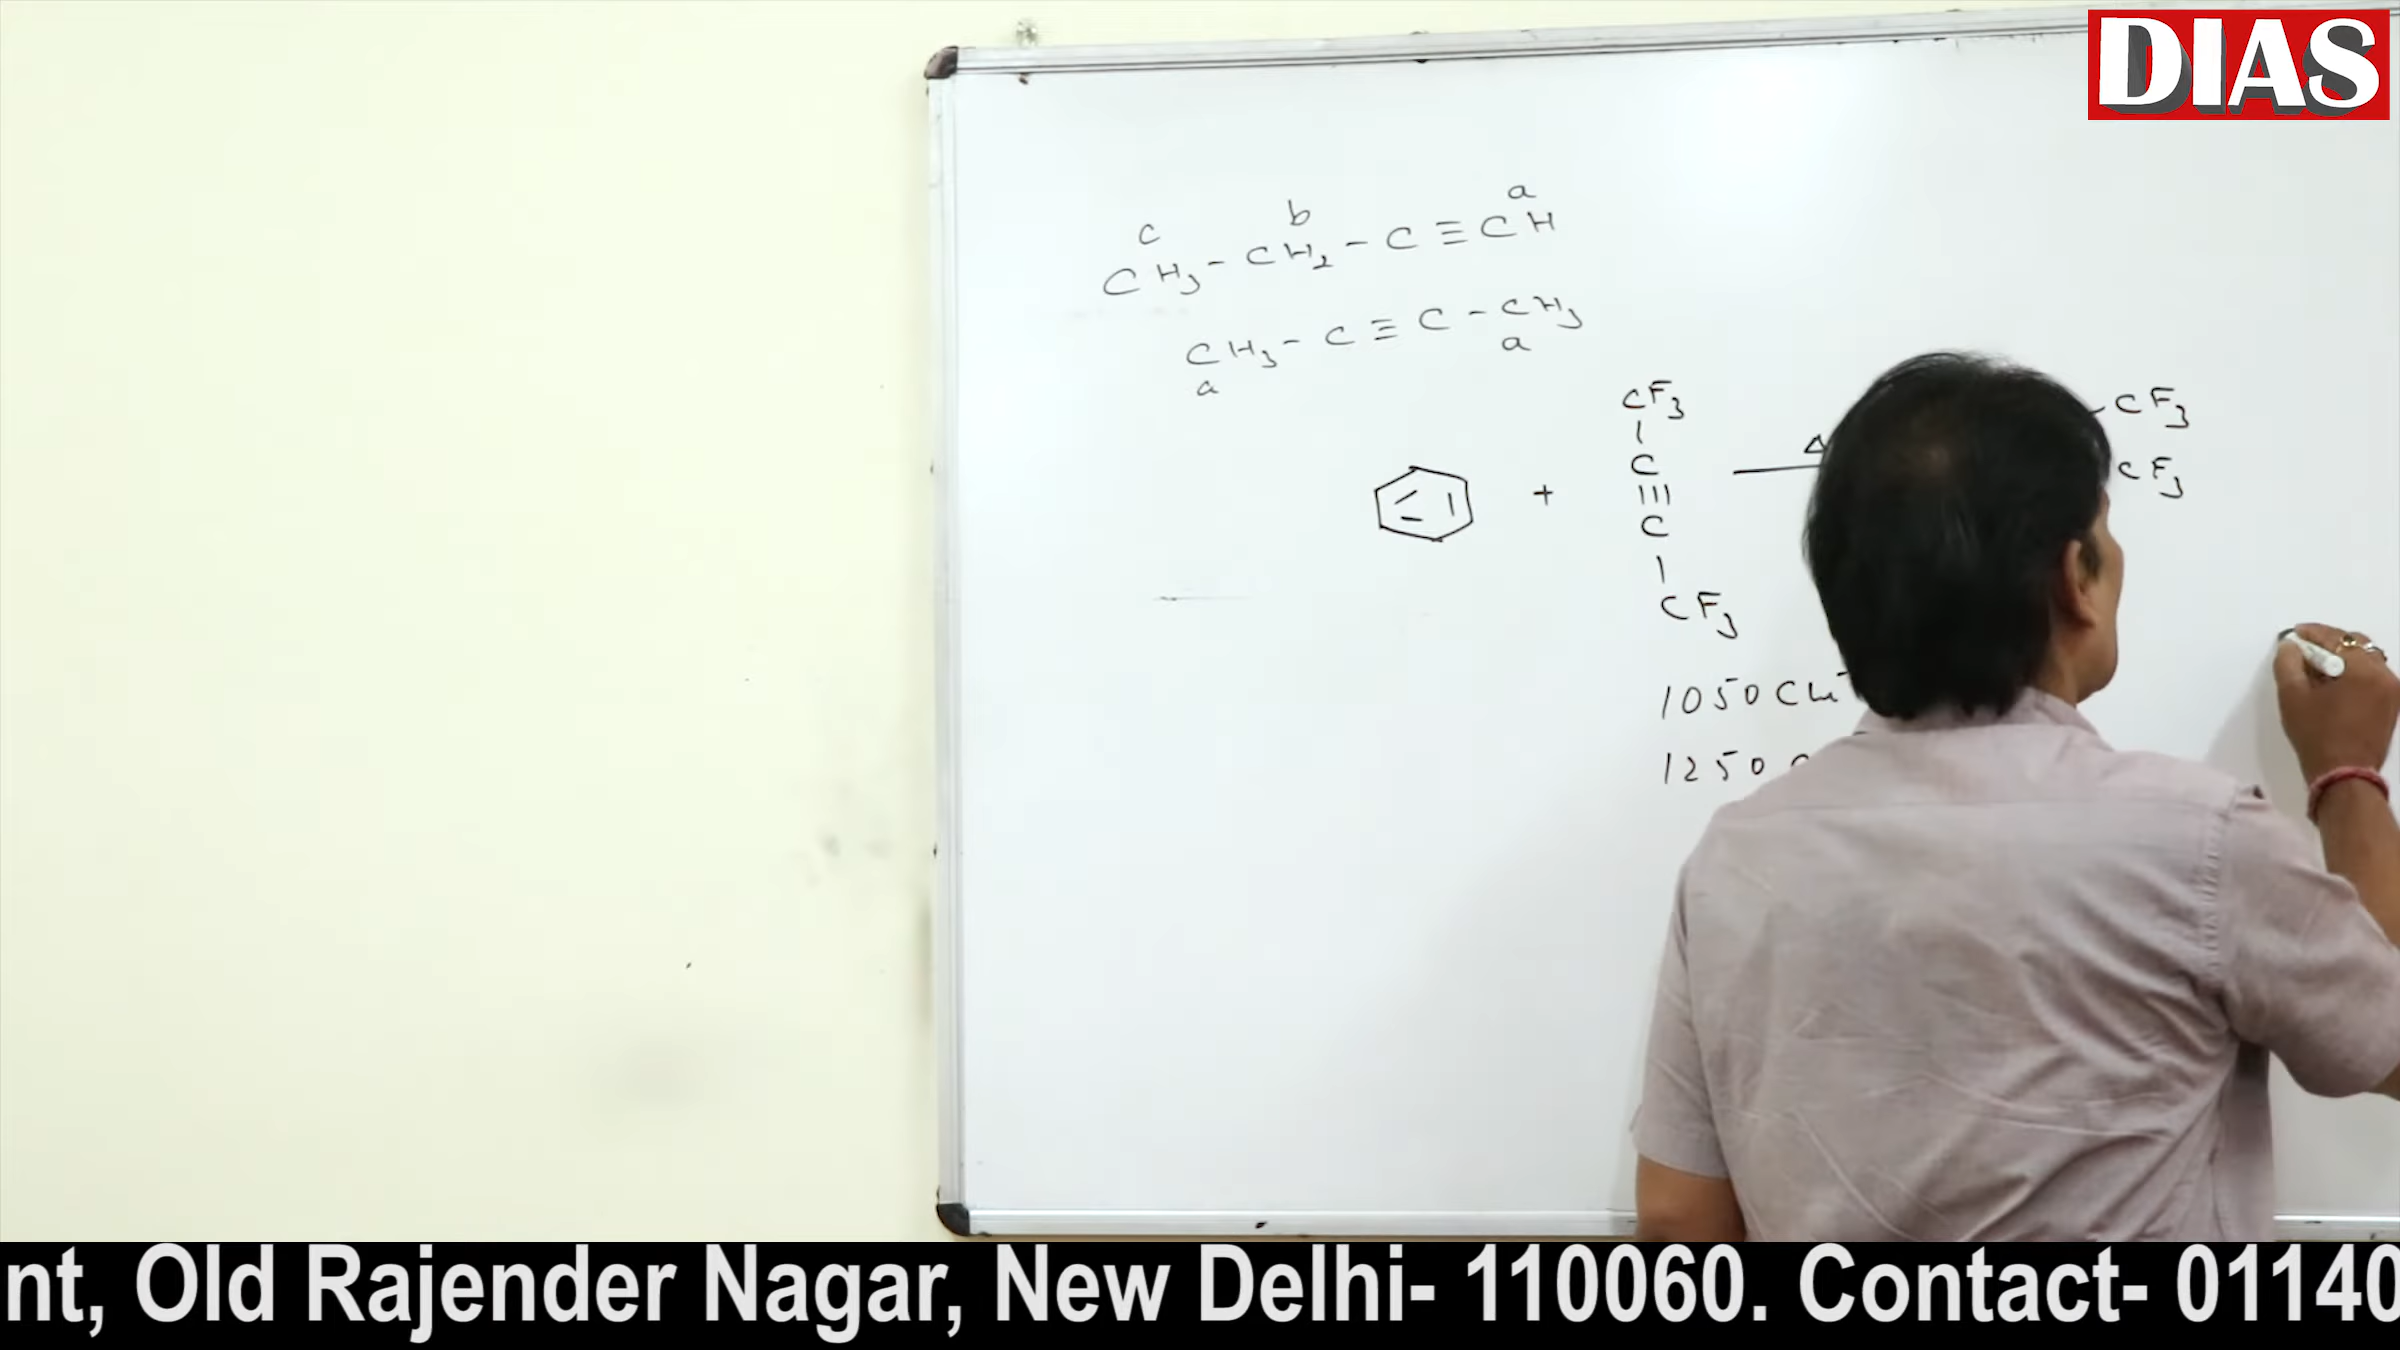 DIAS
c b a
CH₃ - CH₂ - C ≡ CH
CH₃ - C ≡ C - CH₃
a a
CF₃
|
C
+ ||| Δ
C
|
CF₃
CF₃
CF₃
1050 cm⁻
1250
nt, Old Rajender Nagar, New Delhi- 110060. Contact- 01140